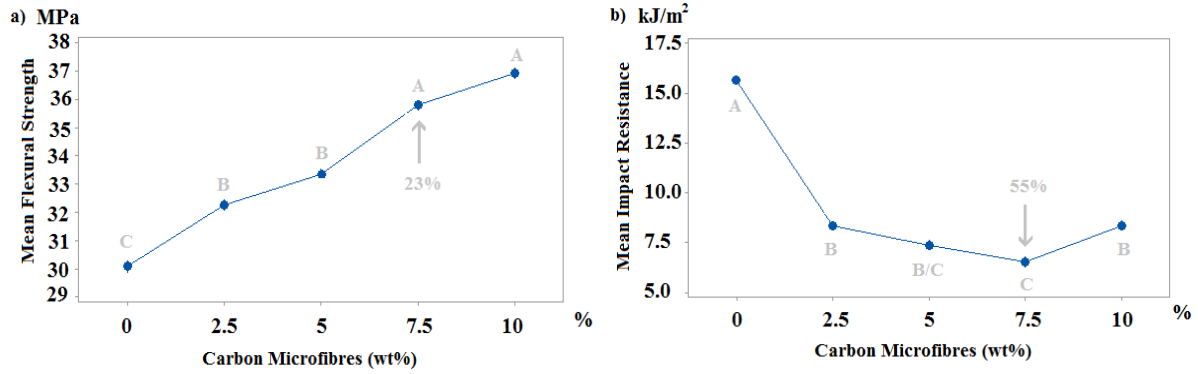 a) MPa
Mean Flexural Strength
38
37
36
35
34
33
32
31
30
29
C
B
B
A
A
23%
0
2.5
5
7.5
10
%
Carbon Microfibres (wt%)
b) kJ/m²
Mean Impact Resistance
17.5
15.0
12.5
10.0
7.5
5.0
A
B
B/C
C
B
55%
0
2.5
5
7.5
10
%
Carbon Microfibres (wt%)